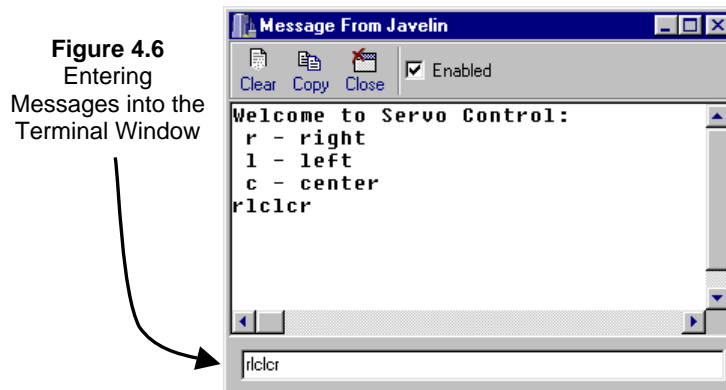 Figure 4.6
Entering
Messages into the
Terminal Window
Message From Javelin
Clear Copy Close Enabled
Welcome to Servo Control:
r - right
l - left
c - center
rlclcr
rlclcr